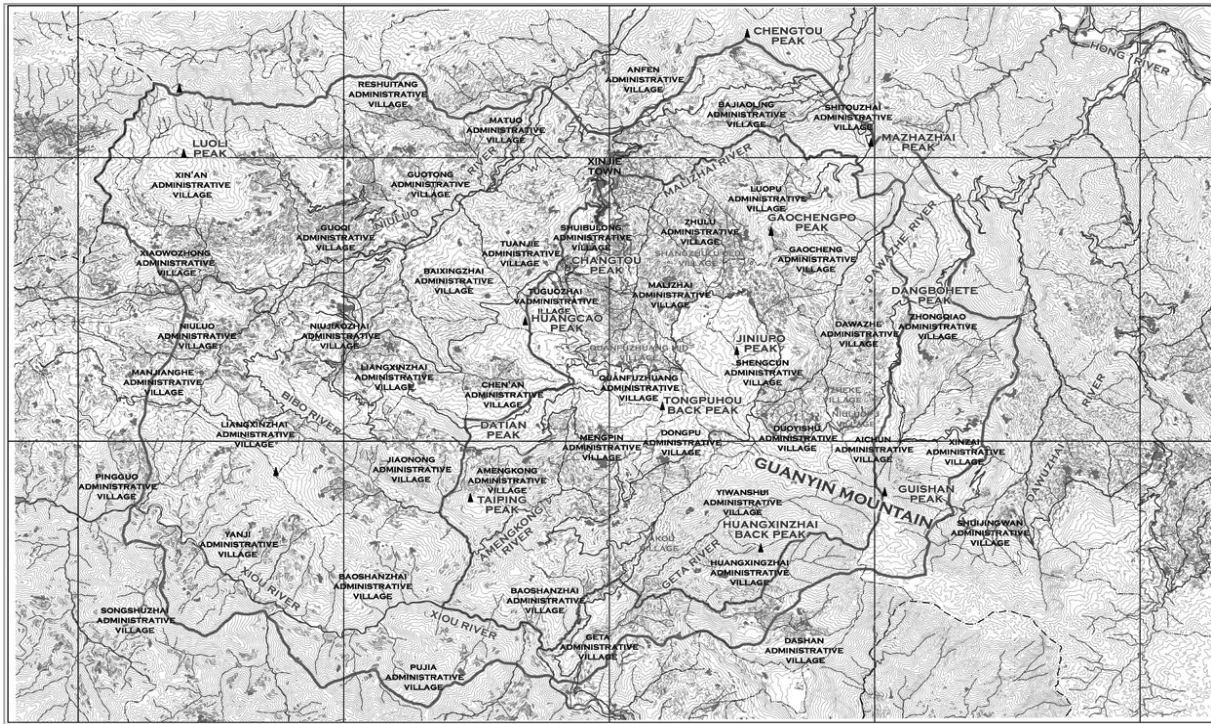 CHENGTOU
PEAK
HONG RIVER
ANFEN
ADMINISTRATIVE
VILLAGE
RESHUITANG
ADMINISTRATIVE
VILLAGE
BAJIAOLING
ADMINISTRATIVE
VILLAGE
SHITOUZHAI
ADMINISTRATIVE
VILLAGE
MATUO
ADMINISTRATIVE
VILLAGE
MAZHAZHAI
PEAK
LUOLI
PEAK
XINJIE
TOWN
MALIZHAI RIVER
XIN'AN
ADMINISTRATIVE
VILLAGE
GUOTONG
ADMINISTRATIVE
VILLAGE
NIULUO RIVER
LUOPU
ADMINISTRATIVE
VILLAGE
GAOCHENGPO
PEAK
GUOQI
ADMINISTRATIVE
VILLAGE
SHUIBULONG
ADMINISTRATIVE
VILLAGE
ZHULU
ADMINISTRATIVE
VILLAGE
TUANJIE
ADMINISTRATIVE
VILLAGE
GAOCHENG
ADMINISTRATIVE
VILLAGE
DAWAZHE RIVER
XIAOWOZHONG
ADMINISTRATIVE
VILLAGE
CHANGTOU
PEAK
BAIXINGZHAI
ADMINISTRATIVE
VILLAGE
MALIZHAI
ADMINISTRATIVE
VILLAGE
TUGUOZHAI
VADMINISTRATIVE
ILLAGE
DANGBOHETE
PEAK
HUANGCAO
PEAK
NIULUO
ADMINISTRATIVE
VILLAGE
NIUJIAOZHAI
ADMINISTRATIVE
VILLAGE
DAWAZHE
ADMINISTRATIVE
VILLAGE
ZHONGQIAO
ADMINISTRATIVE
VILLAGE
JINIUPO
PEAK
SHENGCUN
ADMINISTRATIVE
VILLAGE
MANJIANGHE
ADMINISTRATIVE
VILLAGE
LIANGXINZHAI
ADMINISTRATIVE
VILLAGE
CHEN'AN
ADMINISTRATIVE
VILLAGE
QUANFUZHUANG
ADMINISTRATIVE
VILLAGE
TONGPUHOU
BACK PEAK
BIBO RIVER
LIANGXINZHAI
ADMINISTRATIVE
VILLAGE
DATIAN
PEAK
MENGPIN
ADMINISTRATIVE
VILLAGE
DONGPU
ADMINISTRATIVE
VILLAGE
DUOYISHU
ADMINISTRATIVE
VILLAGE
AICHUN
ADMINISTRATIVE
VILLAGE
XINZAI
ADMINISTRATIVE
VILLAGE
DAWUZHAI RIVER
PINGGUO
ADMINISTRATIVE
VILLAGE
JIAONONG
ADMINISTRATIVE
VILLAGE
AMENGKONG
ADMINISTRATIVE
VILLAGE
TAIPING
PEAK
GUANYIN MOUNTAIN
YIWANSHUI
ADMINISTRATIVE
VILLAGE
GUISHAN
PEAK
HUANGXINZHAI
BACK PEAK
SHUIJINGWAN
ADMINISTRATIVE
VILLAGE
YANJI
ADMINISTRATIVE
VILLAGE
AMENGKONG
RIVER
AKOU
VILLAGE
GETA RIVER
HUANGXINGZHAI
ADMINISTRATIVE
VILLAGE
XIOU RIVER
BAOSHANZHAI
ADMINISTRATIVE
VILLAGE
BAOSHANZHAI
ADMINISTRATIVE
VILLAGE
SONGSHUZHAI
ADMINISTRATIVE
VILLAGE
XIOU RIVER
GETA
ADMINISTRATIVE
VILLAGE
DASHAN
ADMINISTRATIVE
VILLAGE
PUJIA
ADMINISTRATIVE
VILLAGE